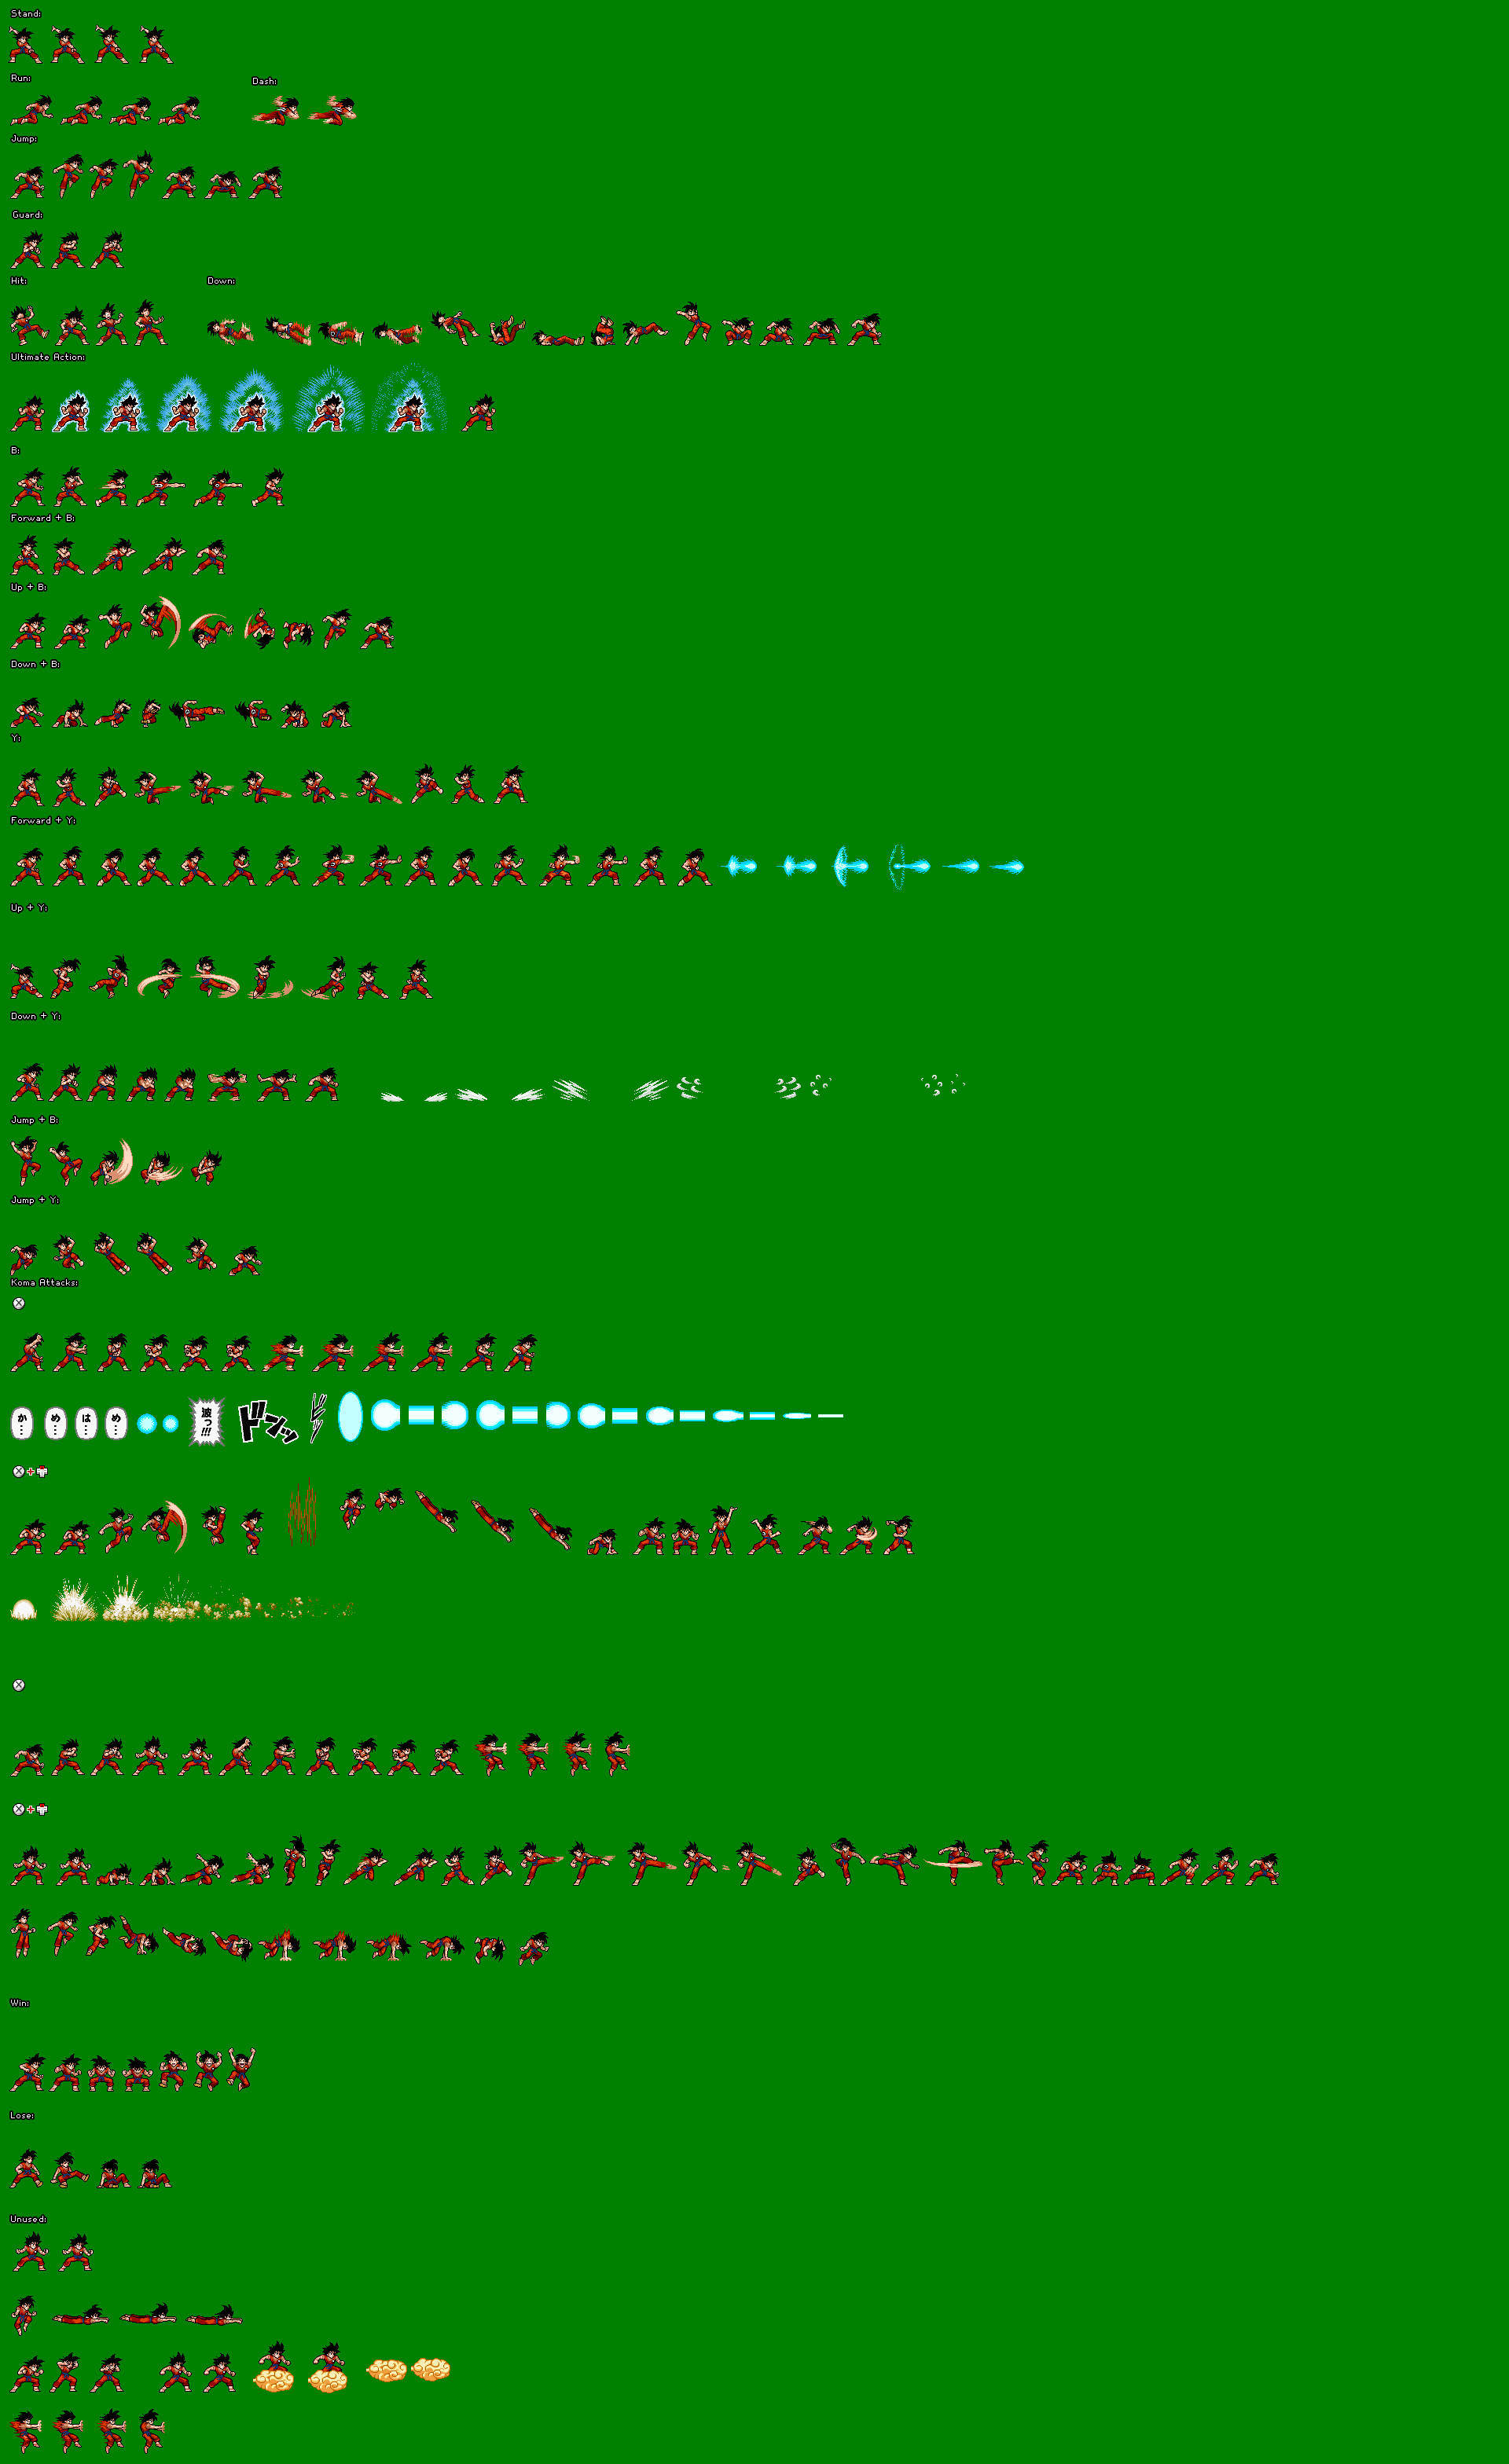 Stand:
Run:
Dash:
Jump:
Guard:
Hit:
Down:
Ultimate Action:
B:
Forward + B:
Up + B:
Down + B:
Y:
Forward + Y:
Up + Y:
Down + Y:
Jump + B:
Jump + Y:
Koma Attacks:
か…
め…
は…
め…
波っ!!!
ドンッ
Win:
Lose:
Unused: